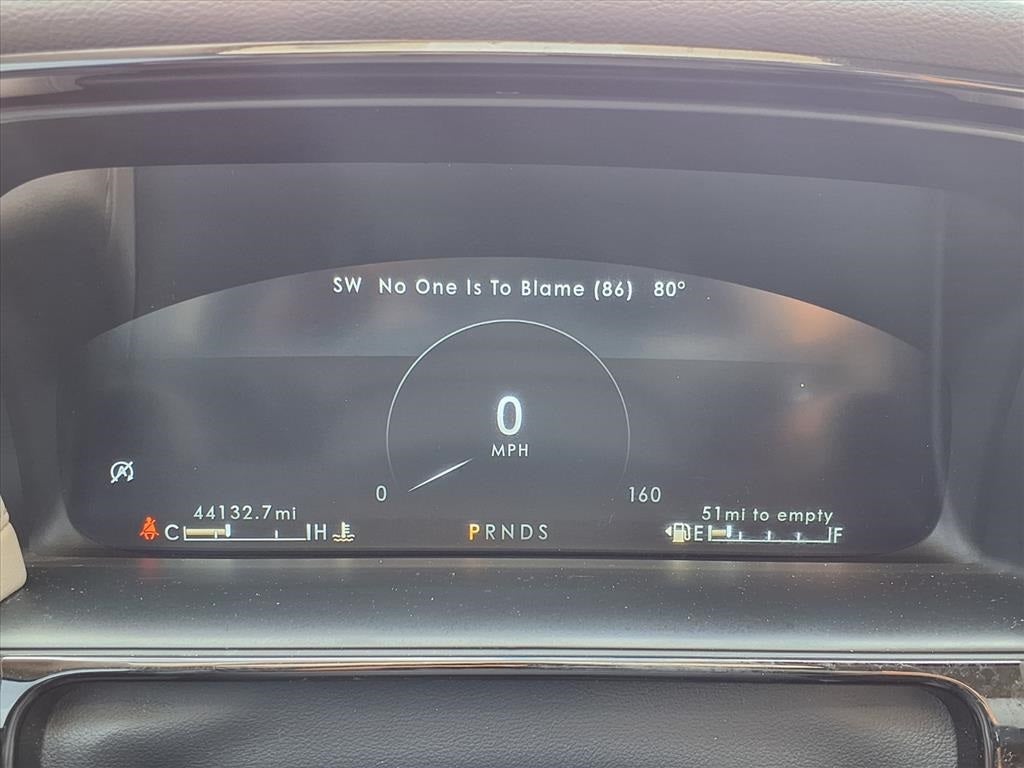 SW No One Is To Blame (86) 80°
0
MPH
0 160
44132.7mi 51mi to empty
C H PRNDS E F